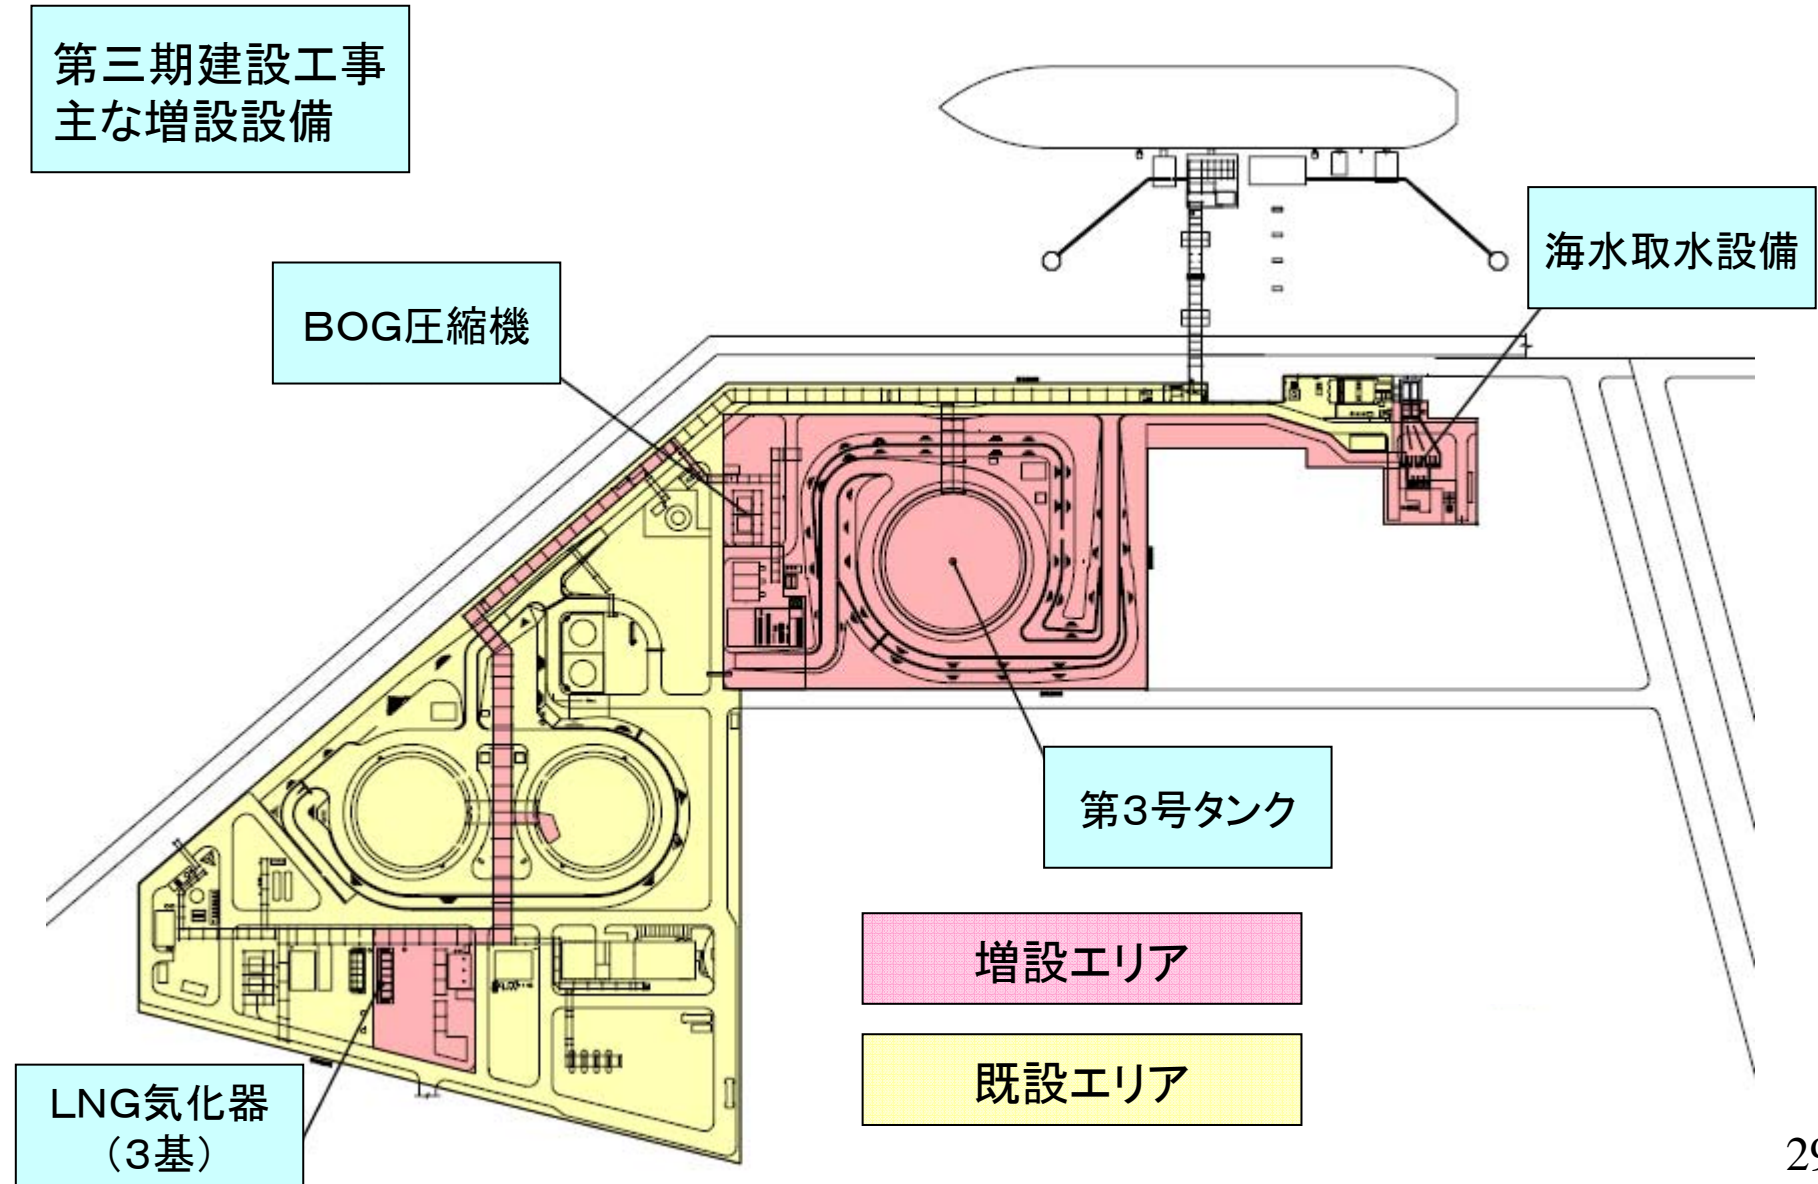 第三期建設工事
主な増設設備
海水取水設備
BOG圧縮機
第3号タンク
増設エリア
既設エリア
LNG気化器
（3基）
29